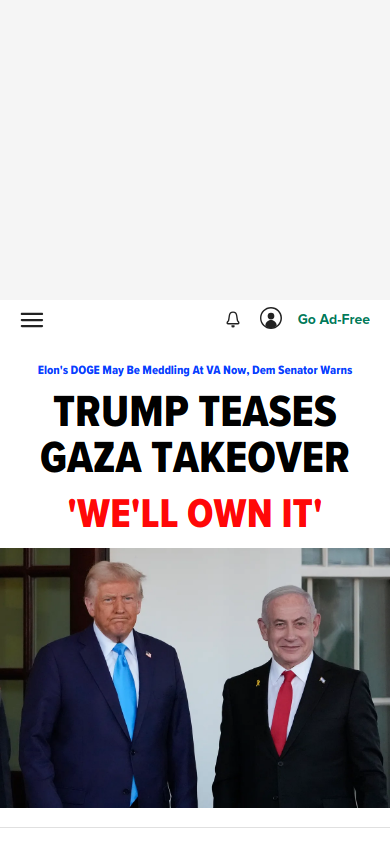 Go Ad-Free
Elon's DOGE May Be Meddling At VA Now, Dem Senator Warns
TRUMP TEASES
GAZA TAKEOVER
'WE'LL OWN IT'